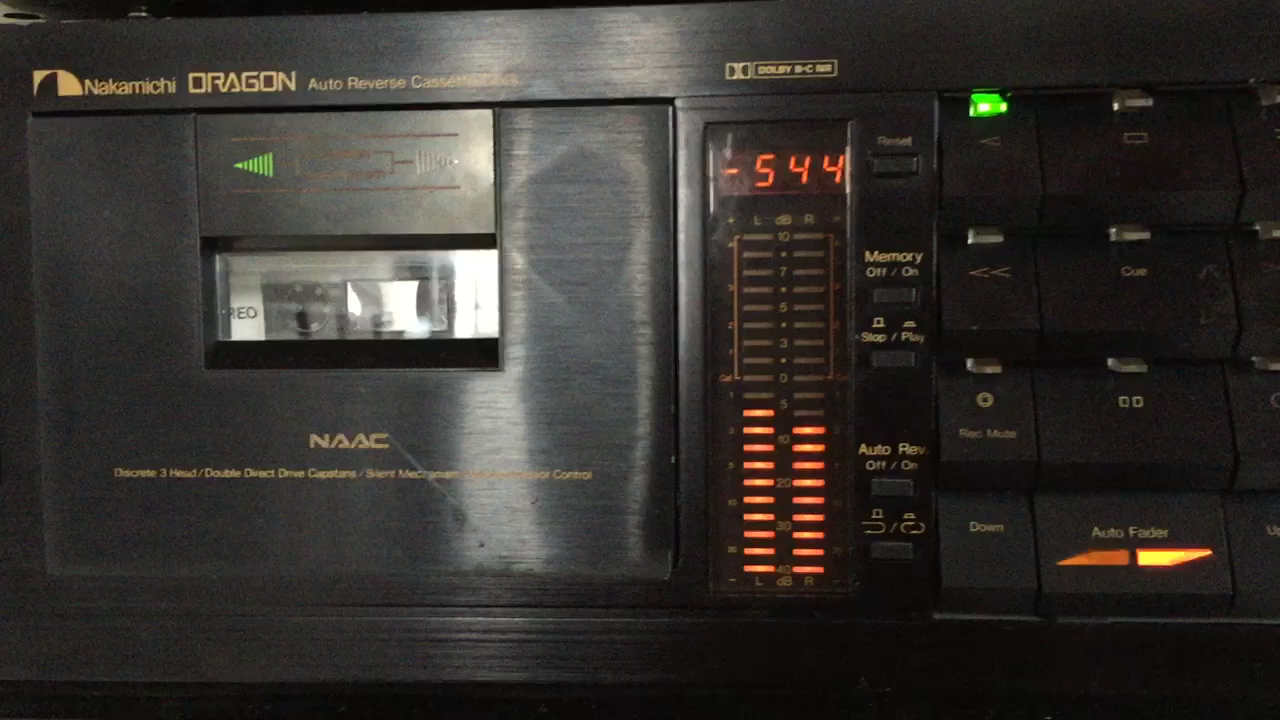 Nakamichi DRAGON Auto Reverse Cassette
DOLBY B-C NR
-544
Reset
+ L dB R -
10
7
5
3
0
5
10
20
30
40
- L dB R -
Memory
Off / On
Stop / Play
Auto Rev.
Off / On
<
<<
Cue
Rec Mute
Down
Auto Fader
REO
NAAC
Discrete 3 Head / Double Direct Drive Capstans / Silent Mechanism Control